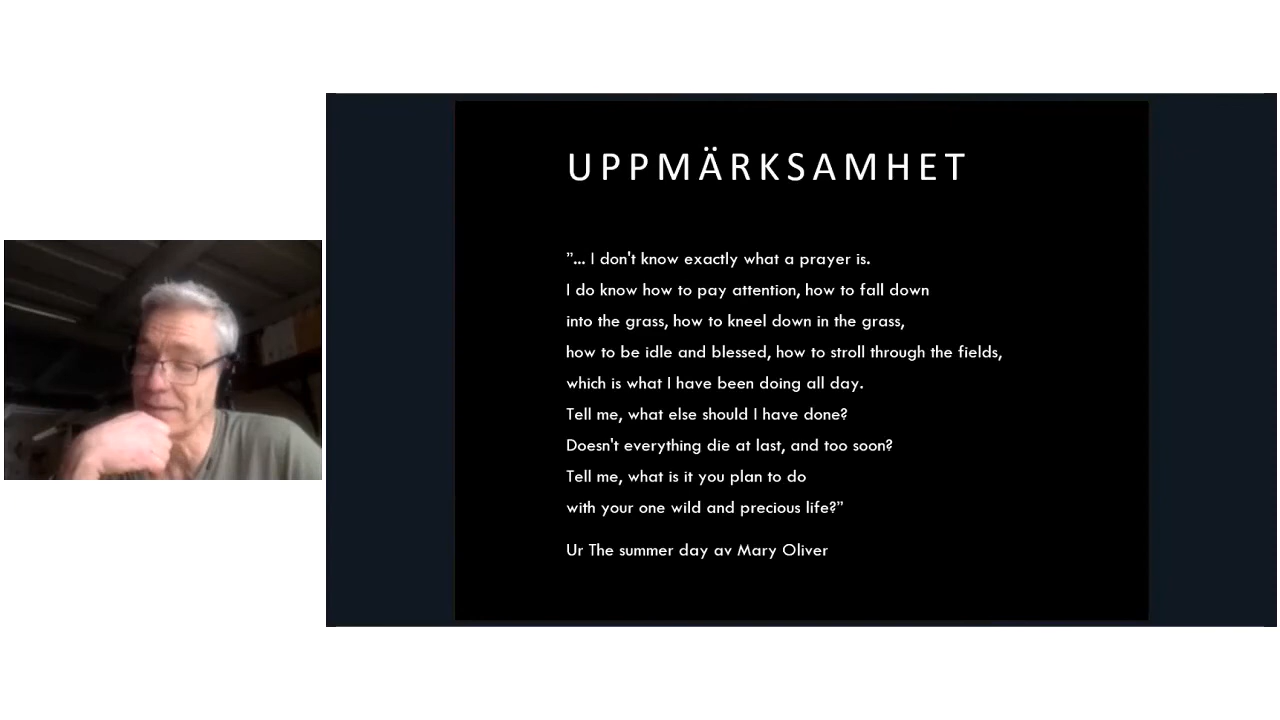 UPPMÄRKSAMHET
”... I don't know exactly what a prayer is.
I do know how to pay attention, how to fall down
into the grass, how to kneel down in the grass,
how to be idle and blessed, how to stroll through the fields,
which is what I have been doing all day.
Tell me, what else should I have done?
Doesn't everything die at last, and too soon?
Tell me, what is it you plan to do
with your one wild and precious life?”
Ur The summer day av Mary Oliver